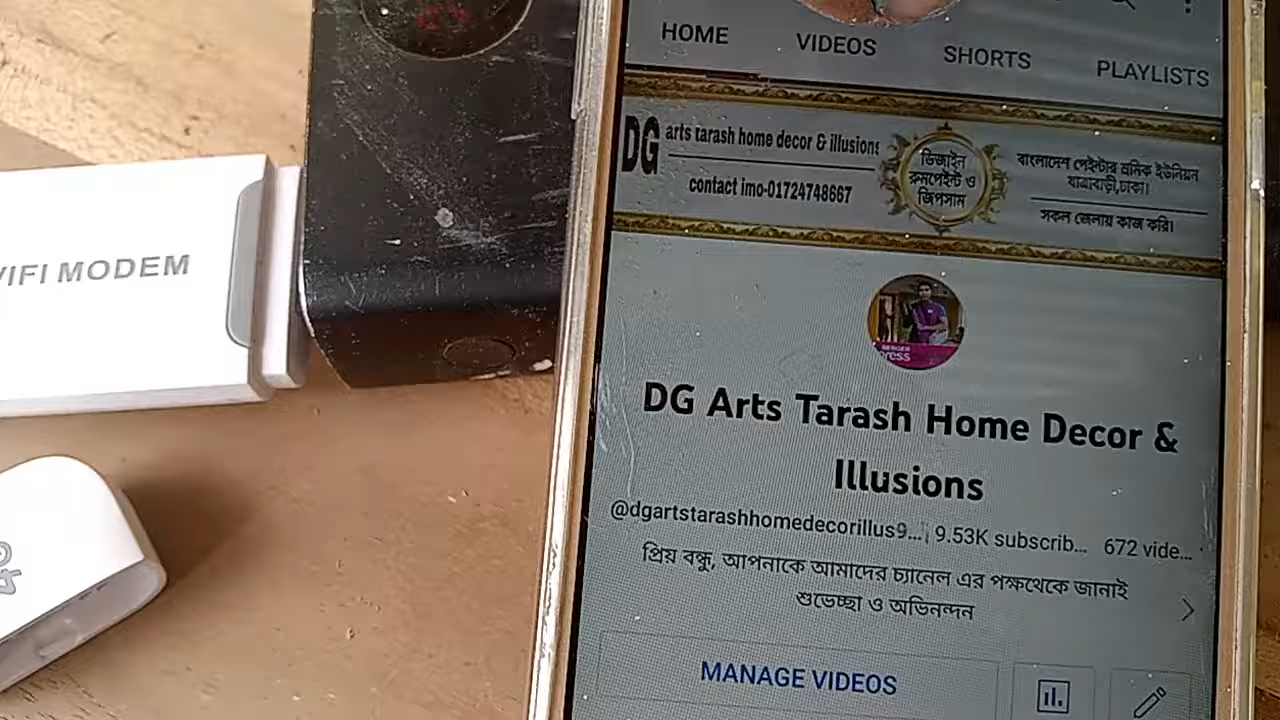 HOME VIDEOS SHORTS PLAYLISTS
DG arts tarash home decor & illusions
contact imo-01724748667
ডিজাইন
রুমপেইন্ট ও
জিপসাম
বাংলাদেশ পেইন্টার শ্রমিক ইউনিয়ন
যাত্রাবাড়ী,ঢাকা।
সকল জেলায় কাজ করি।
WIFI MODEM
DG Arts Tarash Home Decor &
Illusions
@dgartstarashhomedecorillus9... 9.53K subscrib... 672 vide...
প্রিয় বন্ধু, আপনাকে আমাদের চ্যানেল এর পক্ষথেকে জানাই
শুভেচ্ছা ও অভিনন্দন
MANAGE VIDEOS